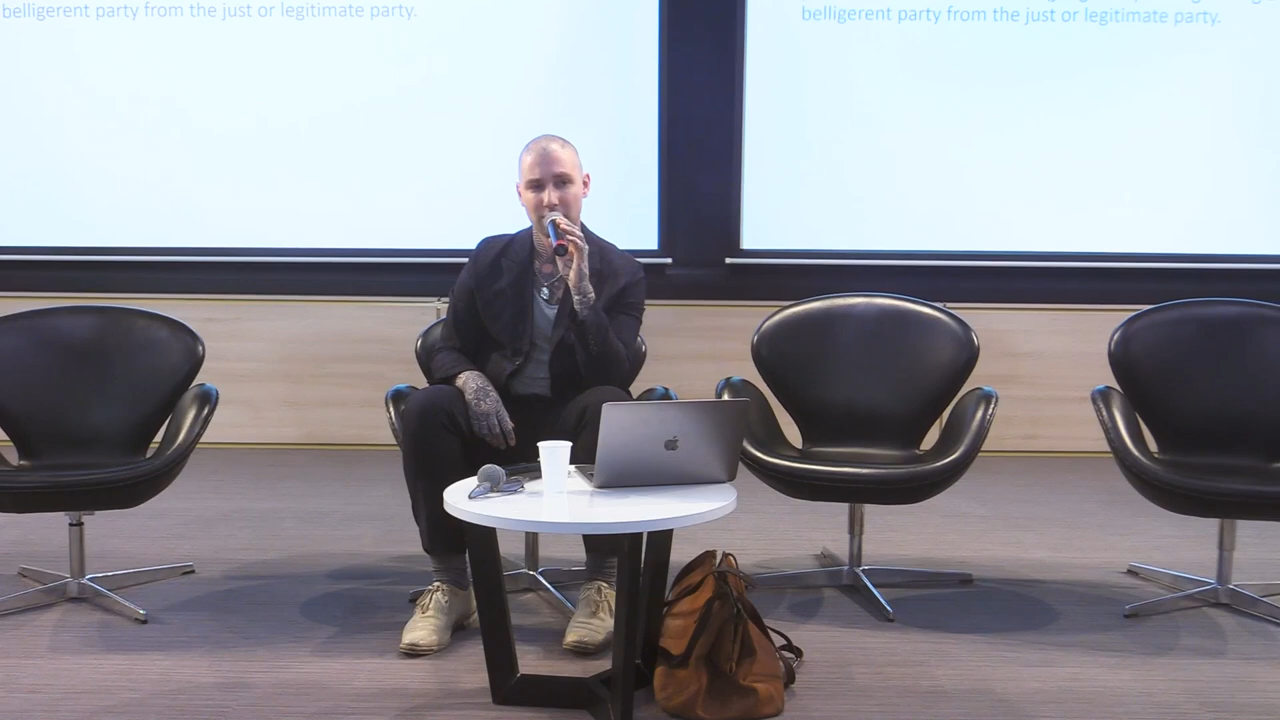 belligerent party from the just or legitimate party.
belligerent party from the just or legitimate party.